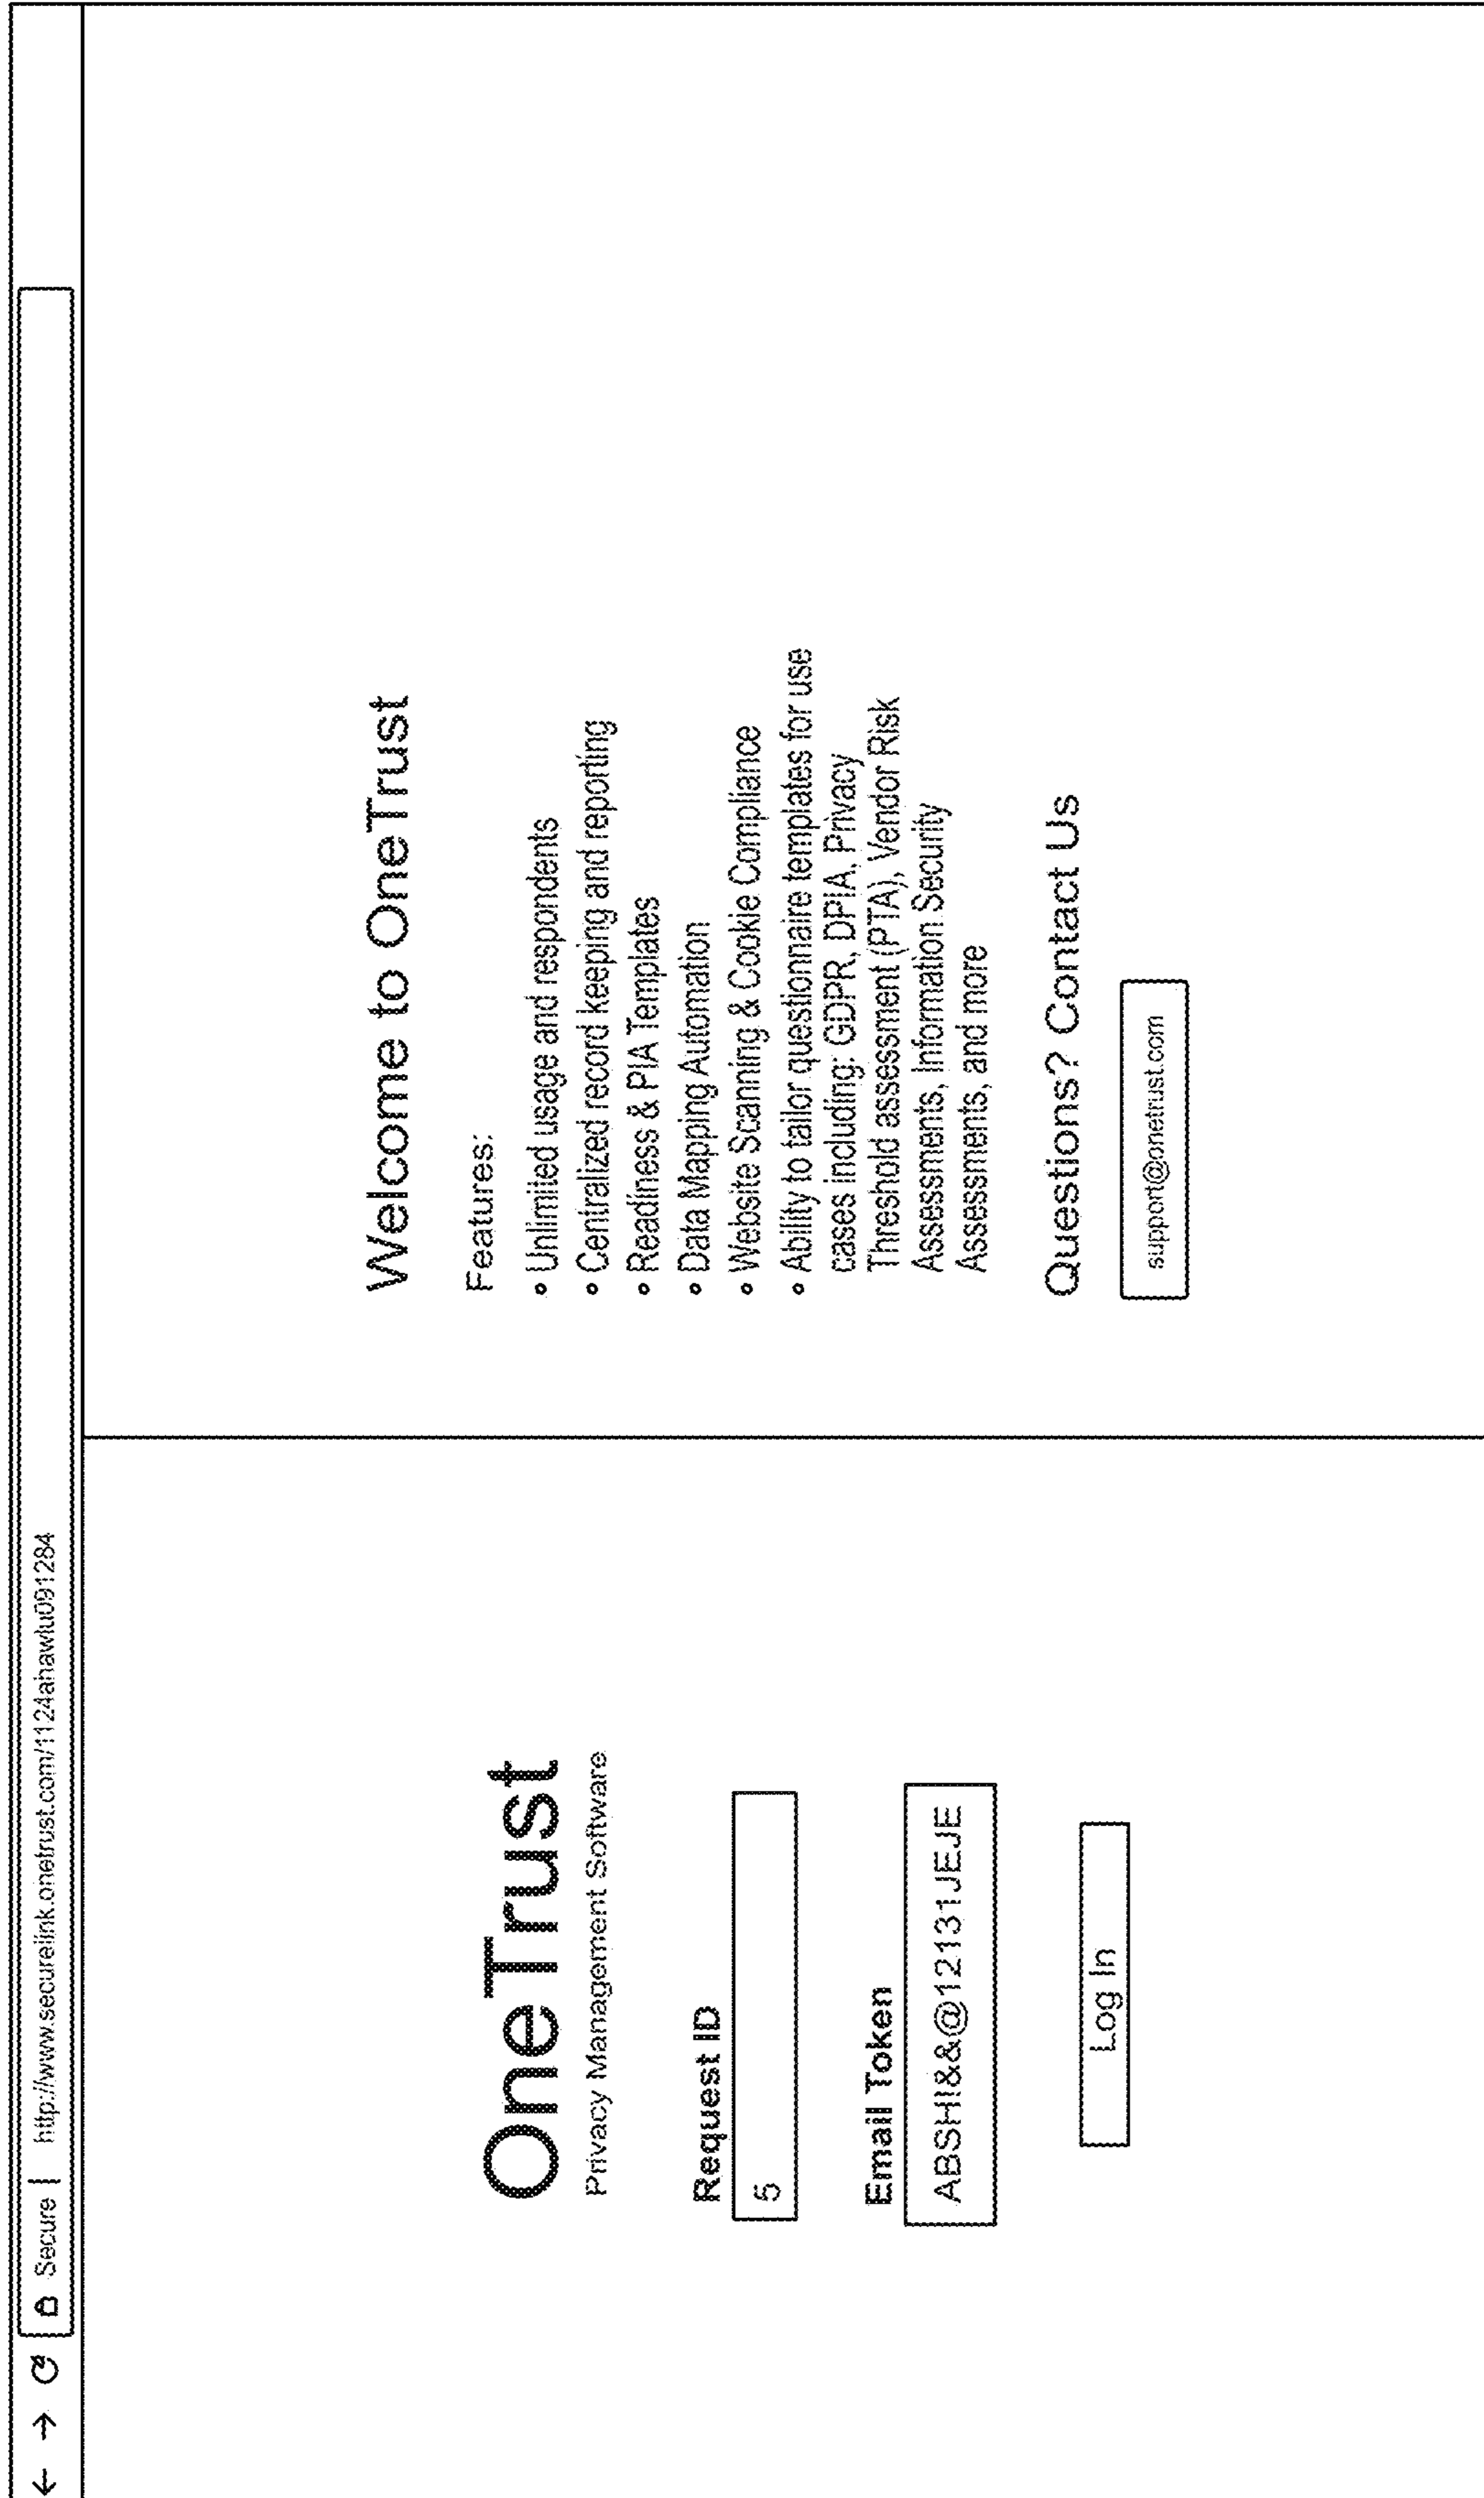 Secure | http://www.securelink.onetrust.com/1124ahawlu091284
OneTrust
Privacy Management Software
Request ID
5
Email Token
ABSHI&&@12131JEJE
Log In
Welcome to OneTrust
Features:
• Unlimited usage and respondents
• Centralized record keeping and reporting
• Readiness & PIA Templates
• Data Mapping Automation
• Website Scanning & Cookie Compliance
• Ability to tailor questionnaire templates for use
cases including: GDPR, DPIA, Privacy
Threshold assessment (PTA), Vendor Risk
Assessments, Information Security
Assessments, and more
Questions? Contact Us
support@onetrust.com